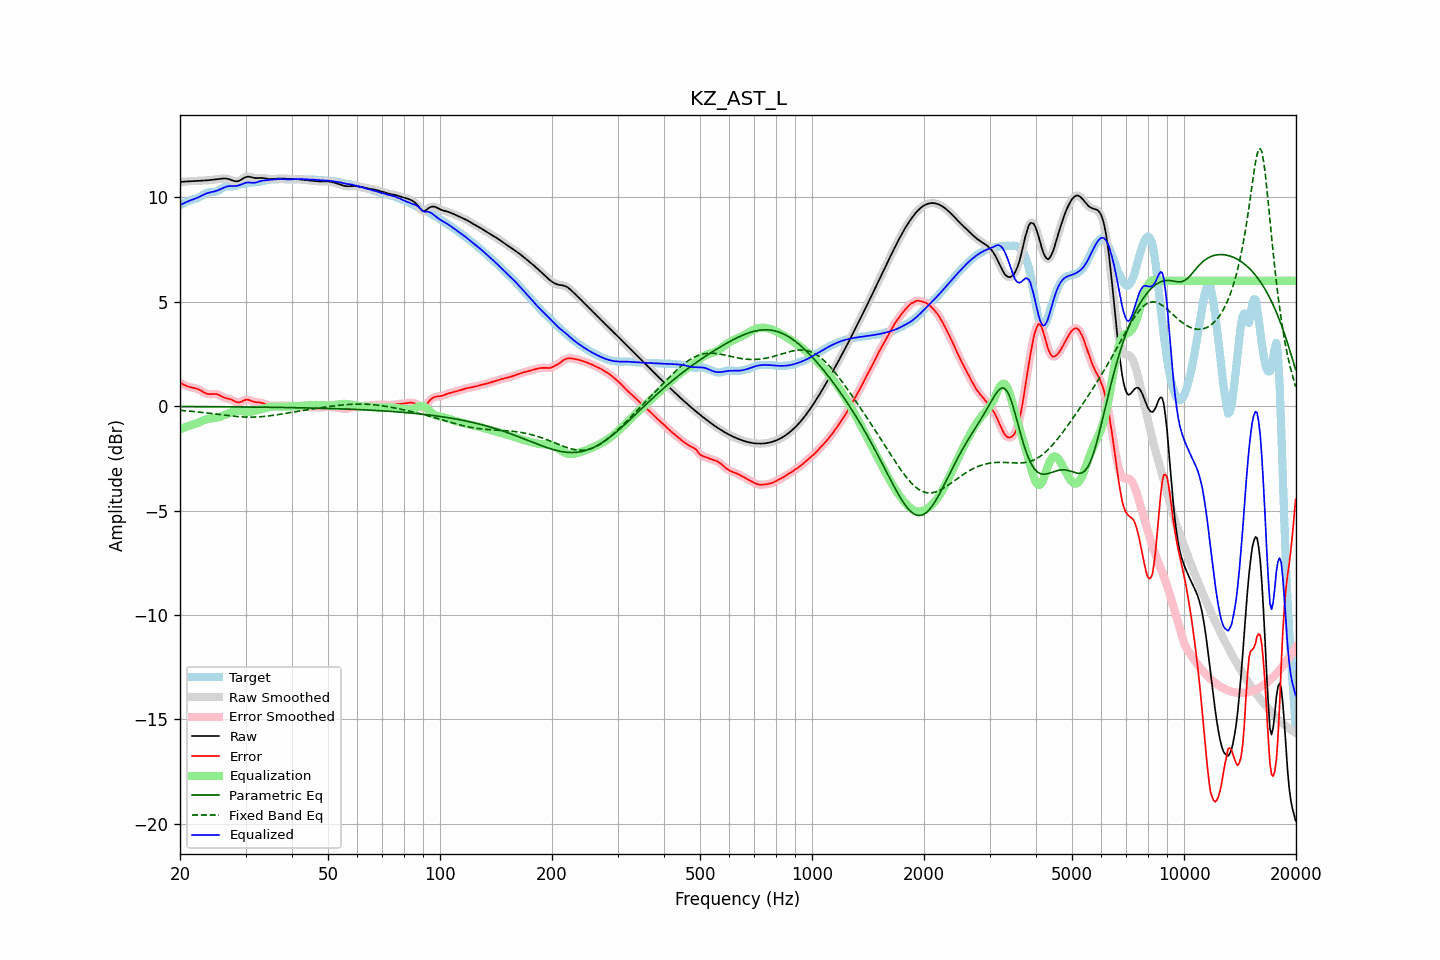 KZ_AST_L
Amplitude (dBr)
10
5
0
−5
−10
−15
−20
Target
Raw Smoothed
Error Smoothed
Raw
Error
Equalization
Parametric Eq
Fixed Band Eq
Equalized
20 50 100 200 500 1000 2000 5000 10000 20000
Frequency (Hz)